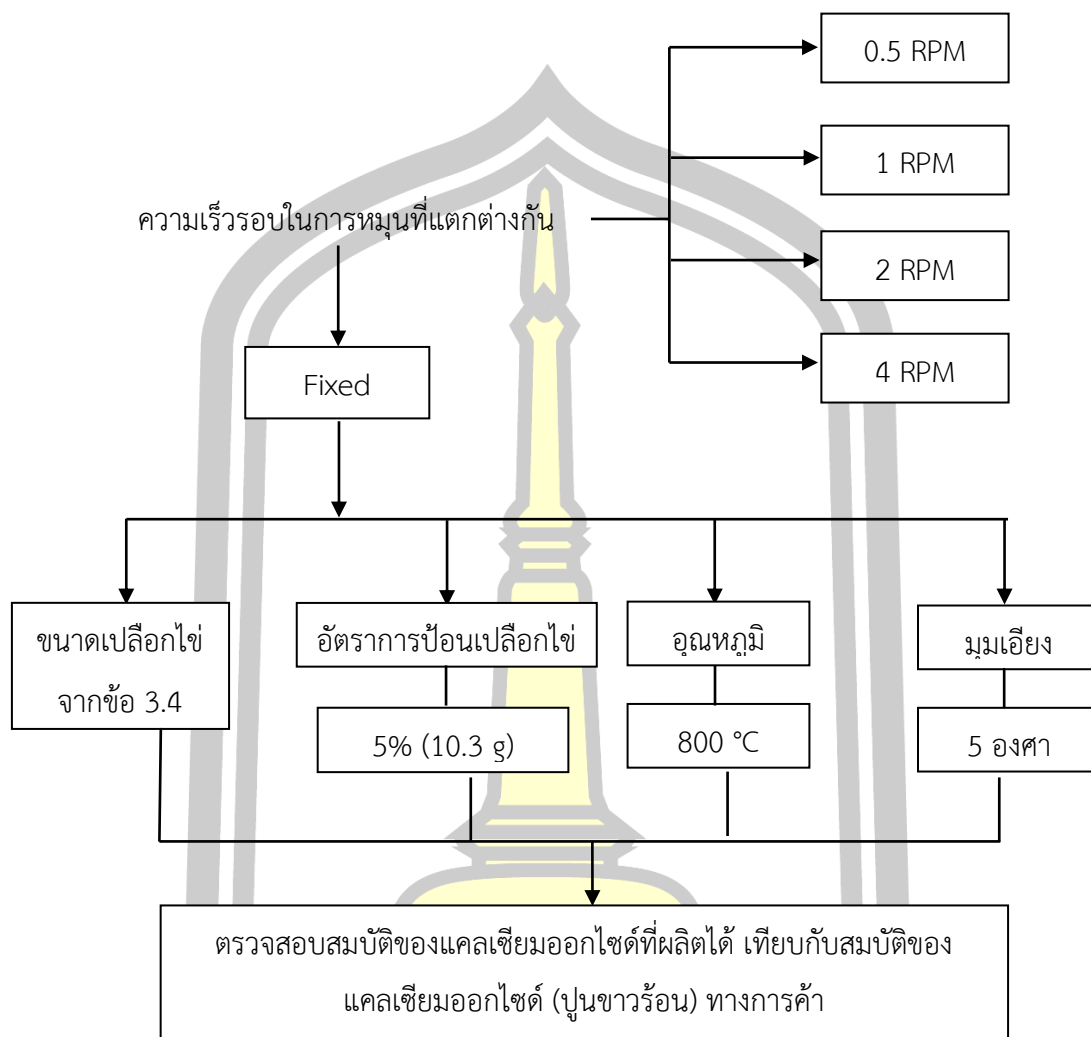 0.5 RPM
1 RPM
ความเร็วรอบในการหมุนที่แตกต่างกัน
2 RPM
4 RPM
Fixed
ขนาดเปลือกไข่
จากข้อ 3.4
อัตราการป้อนเปลือกไข่
5% (10.3 g)
อุณหภูมิ
800 °C
มุมเอียง
5 องศา
ตรวจสอบสมบัติของแคลเซียมออกไซด์ที่ผลิตได้ เทียบกับสมบัติของ
แคลเซียมออกไซด์ (ปูนขาวร้อน) ทางการค้า